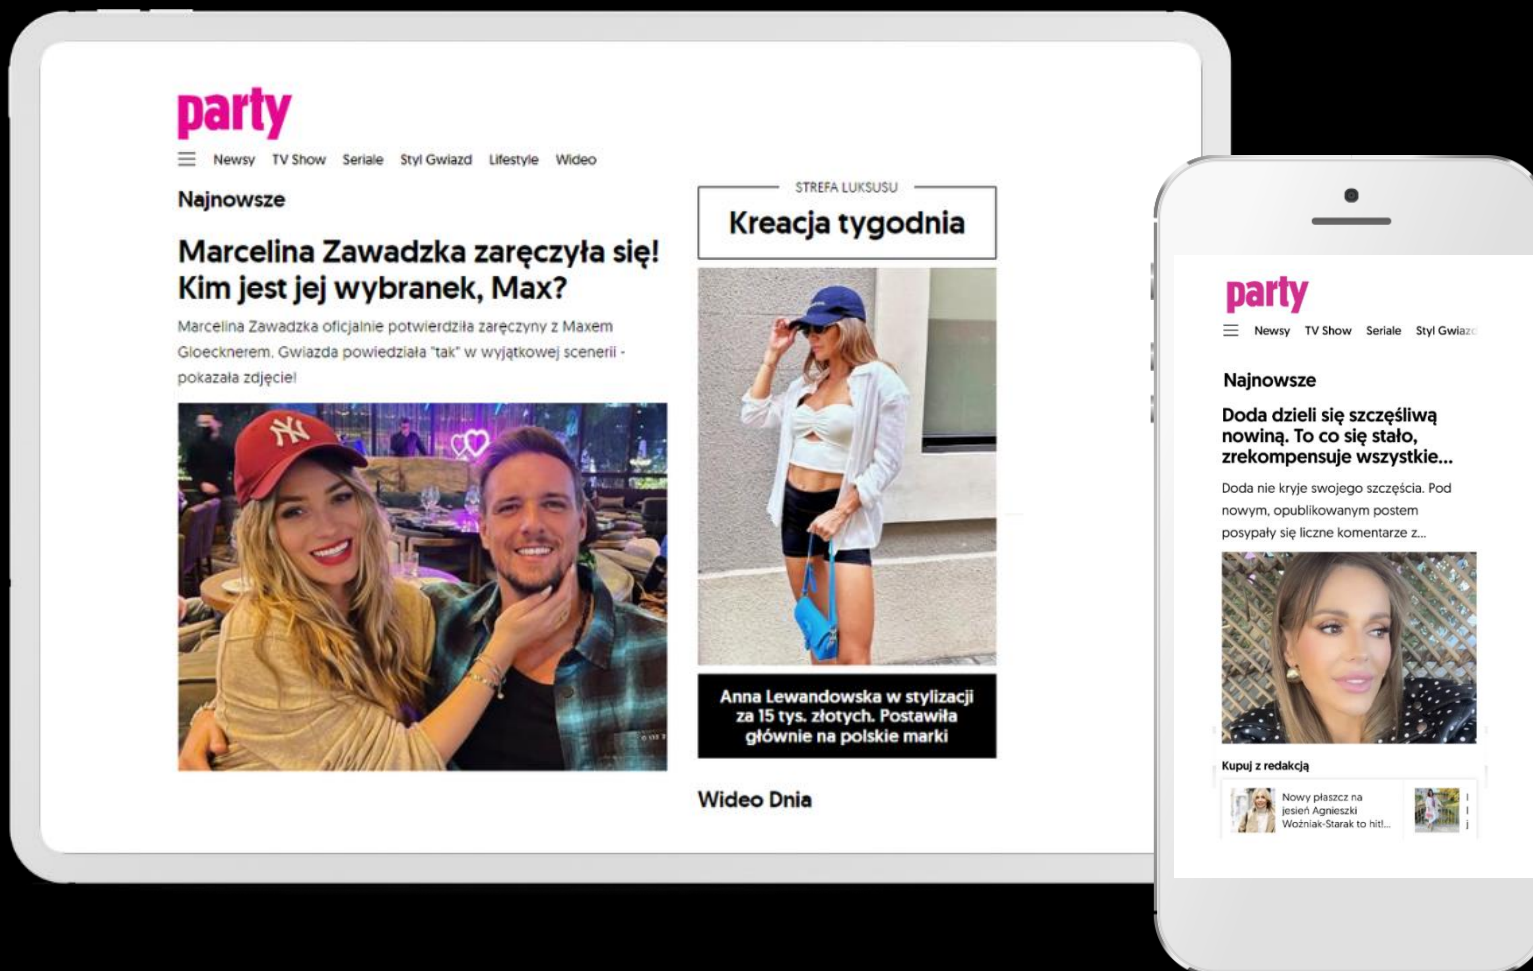 party
Newsy TV Show Seriale Styl Gwiazd Lifestyle Wideo
Najnowsze
Marcelina Zawadzka zaręczyła się!
Kim jest jej wybranek, Max?
Marcelina Zawadzka oficjalnie potwierdziła zaręczyny z Maxem
Gloecknerem. Gwiazda powiedziała "tak" w wyjątkowej scenerii -
pokazała zdjęcie!
NY
STREFA LUKSUSU
Kreacja tygodnia
Anna Lewandowska w stylizacji
za 15 tys. złotych. Postawiła
głównie na polskie marki
Wideo Dnia
party
Newsy TV Show Seriale Styl Gwiazd
Najnowsze
Doda dzieli się szczęśliwą
nowiną. To co się stało,
zrekompensuje wszystkie...
Doda nie kryje swojego szczęścia. Pod
nowym, opublikowanym postem
posypały się liczne komentarze z...
Kupuj z redakcją
Nowy płaszcz na
jesień Agnieszki
Woźniak-Starak to hit!...